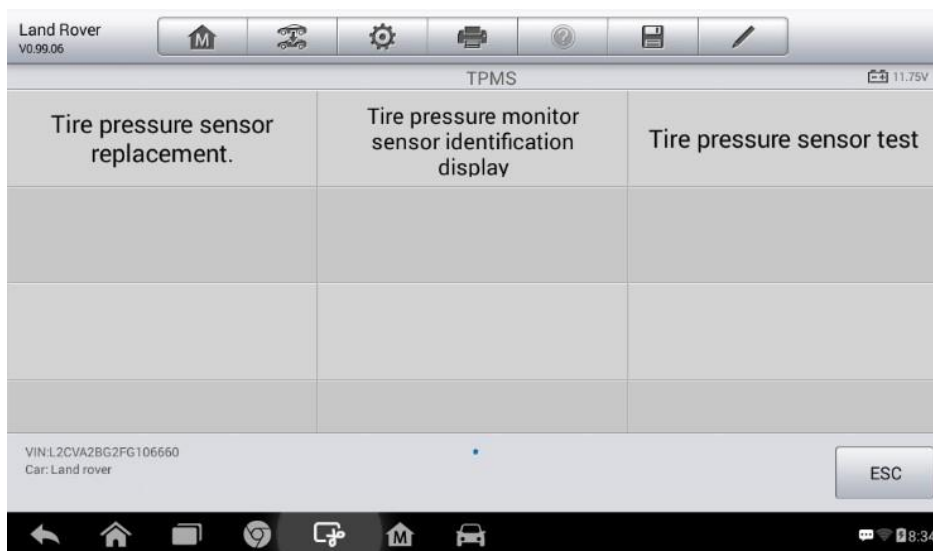 Land Rover
V0.99.06
M
TPMS
11.75V
Tire pressure sensor
replacement.
Tire pressure monitor
sensor identification
display
Tire pressure sensor test
VIN:L2CVA2BG2FG106660
Car: Land rover
ESC
M
8:34